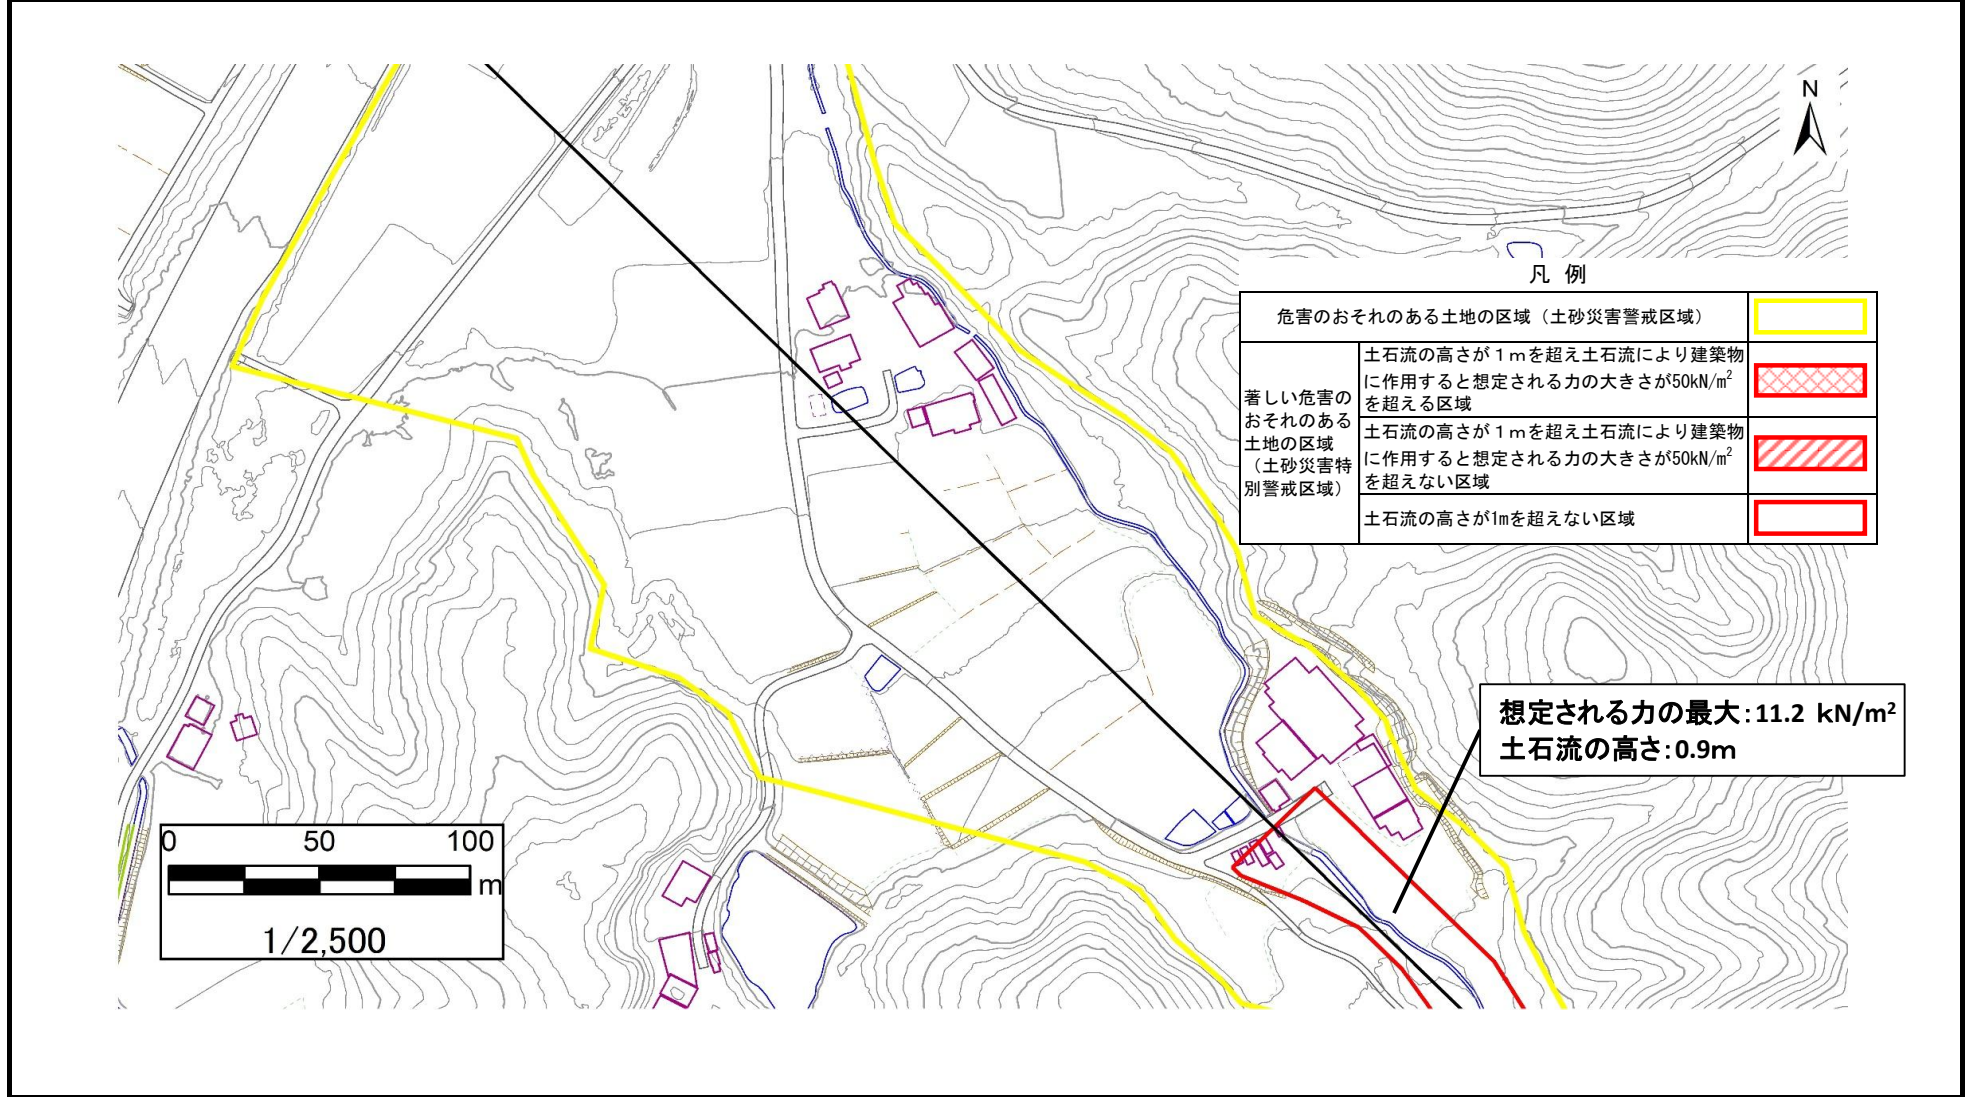 N
凡 例
危害のおそれのある土地の区域（土砂災害警戒区域）
著しい危害の
おそれのある
土地の区域
（土砂災害特
別警戒区域）
土石流の高さが１ｍを超え土石流により建築物
に作用すると想定される力の大きさが50kN/㎡
を超える区域
土石流の高さが１ｍを超え土石流により建築物
に作用すると想定される力の大きさが50kN/㎡
を超えない区域
土石流の高さが1mを超えない区域
想定される力の最大：11.2 kN/m²
土石流の高さ：0.9m
0 50 100
m
1/2,500